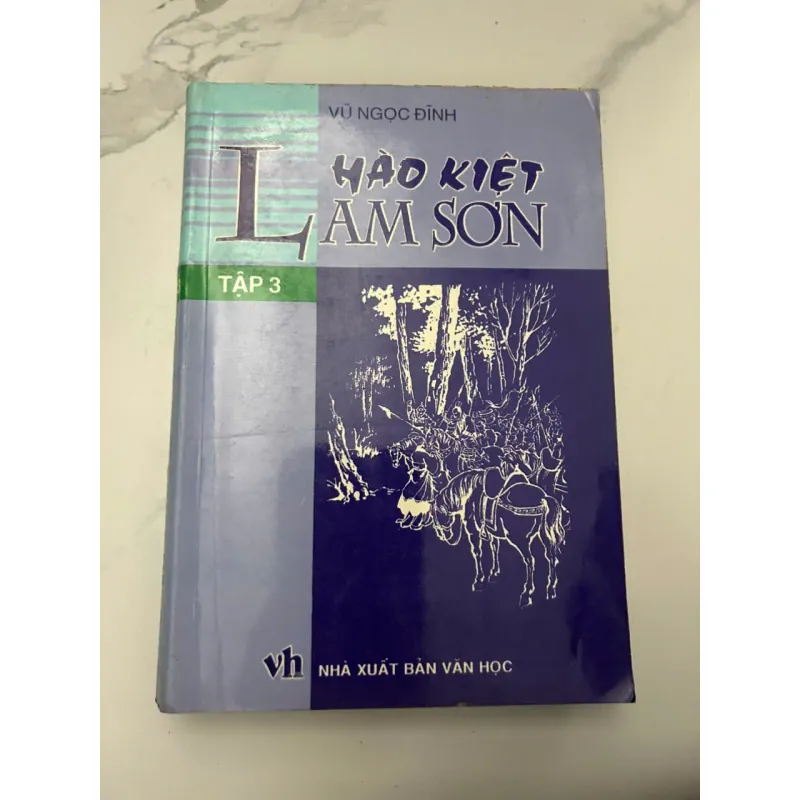 VŨ NGỌC ĐĨNH
HÀO KIỆT
LAM SƠN
TẬP 3
vh NHÀ XUẤT BẢN VĂN HỌC